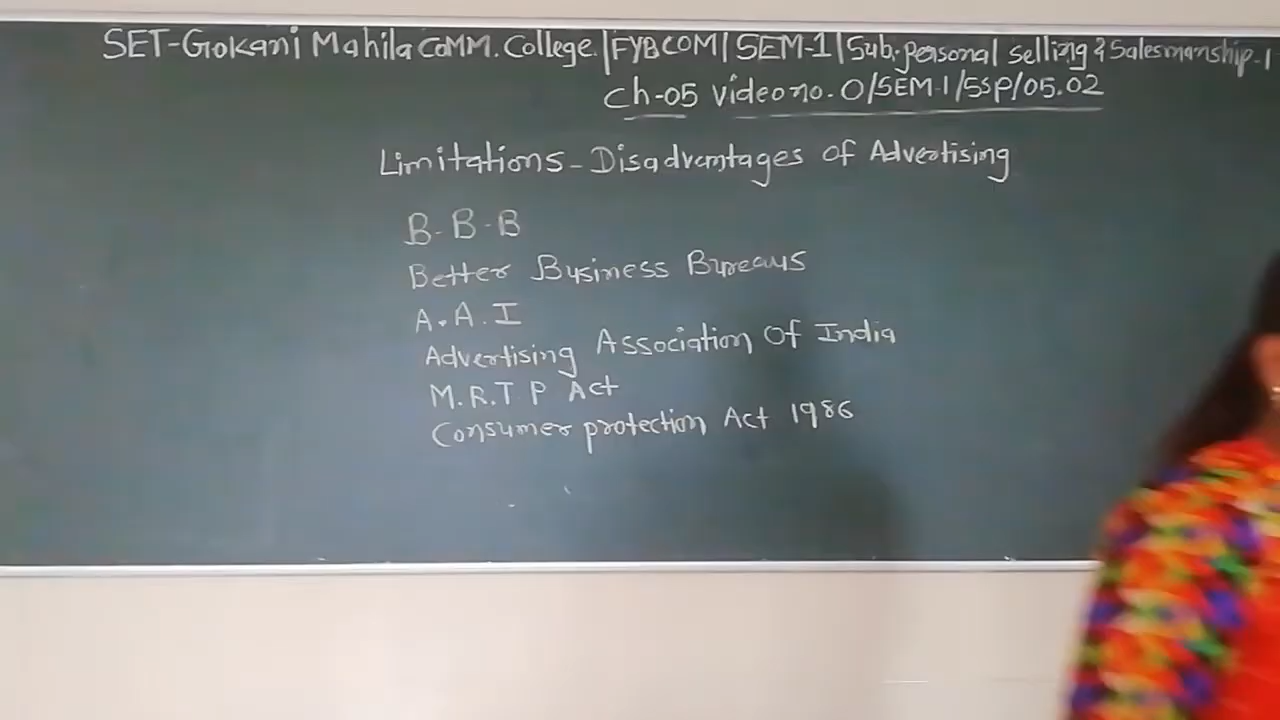 SET-Gokani Mahila COMM. College.|FYBCOM|SEM-1|Sub. personal selling & Salesmanship-1
Ch-05 Video no. O/SEM-1/SSP/05.02
Limitations-Disadvantages of Advertising
B-B-B
Better Business Bureaus
A.A.I
Advertising Association Of India
M.R.T P Act
Consumer protection Act 1986